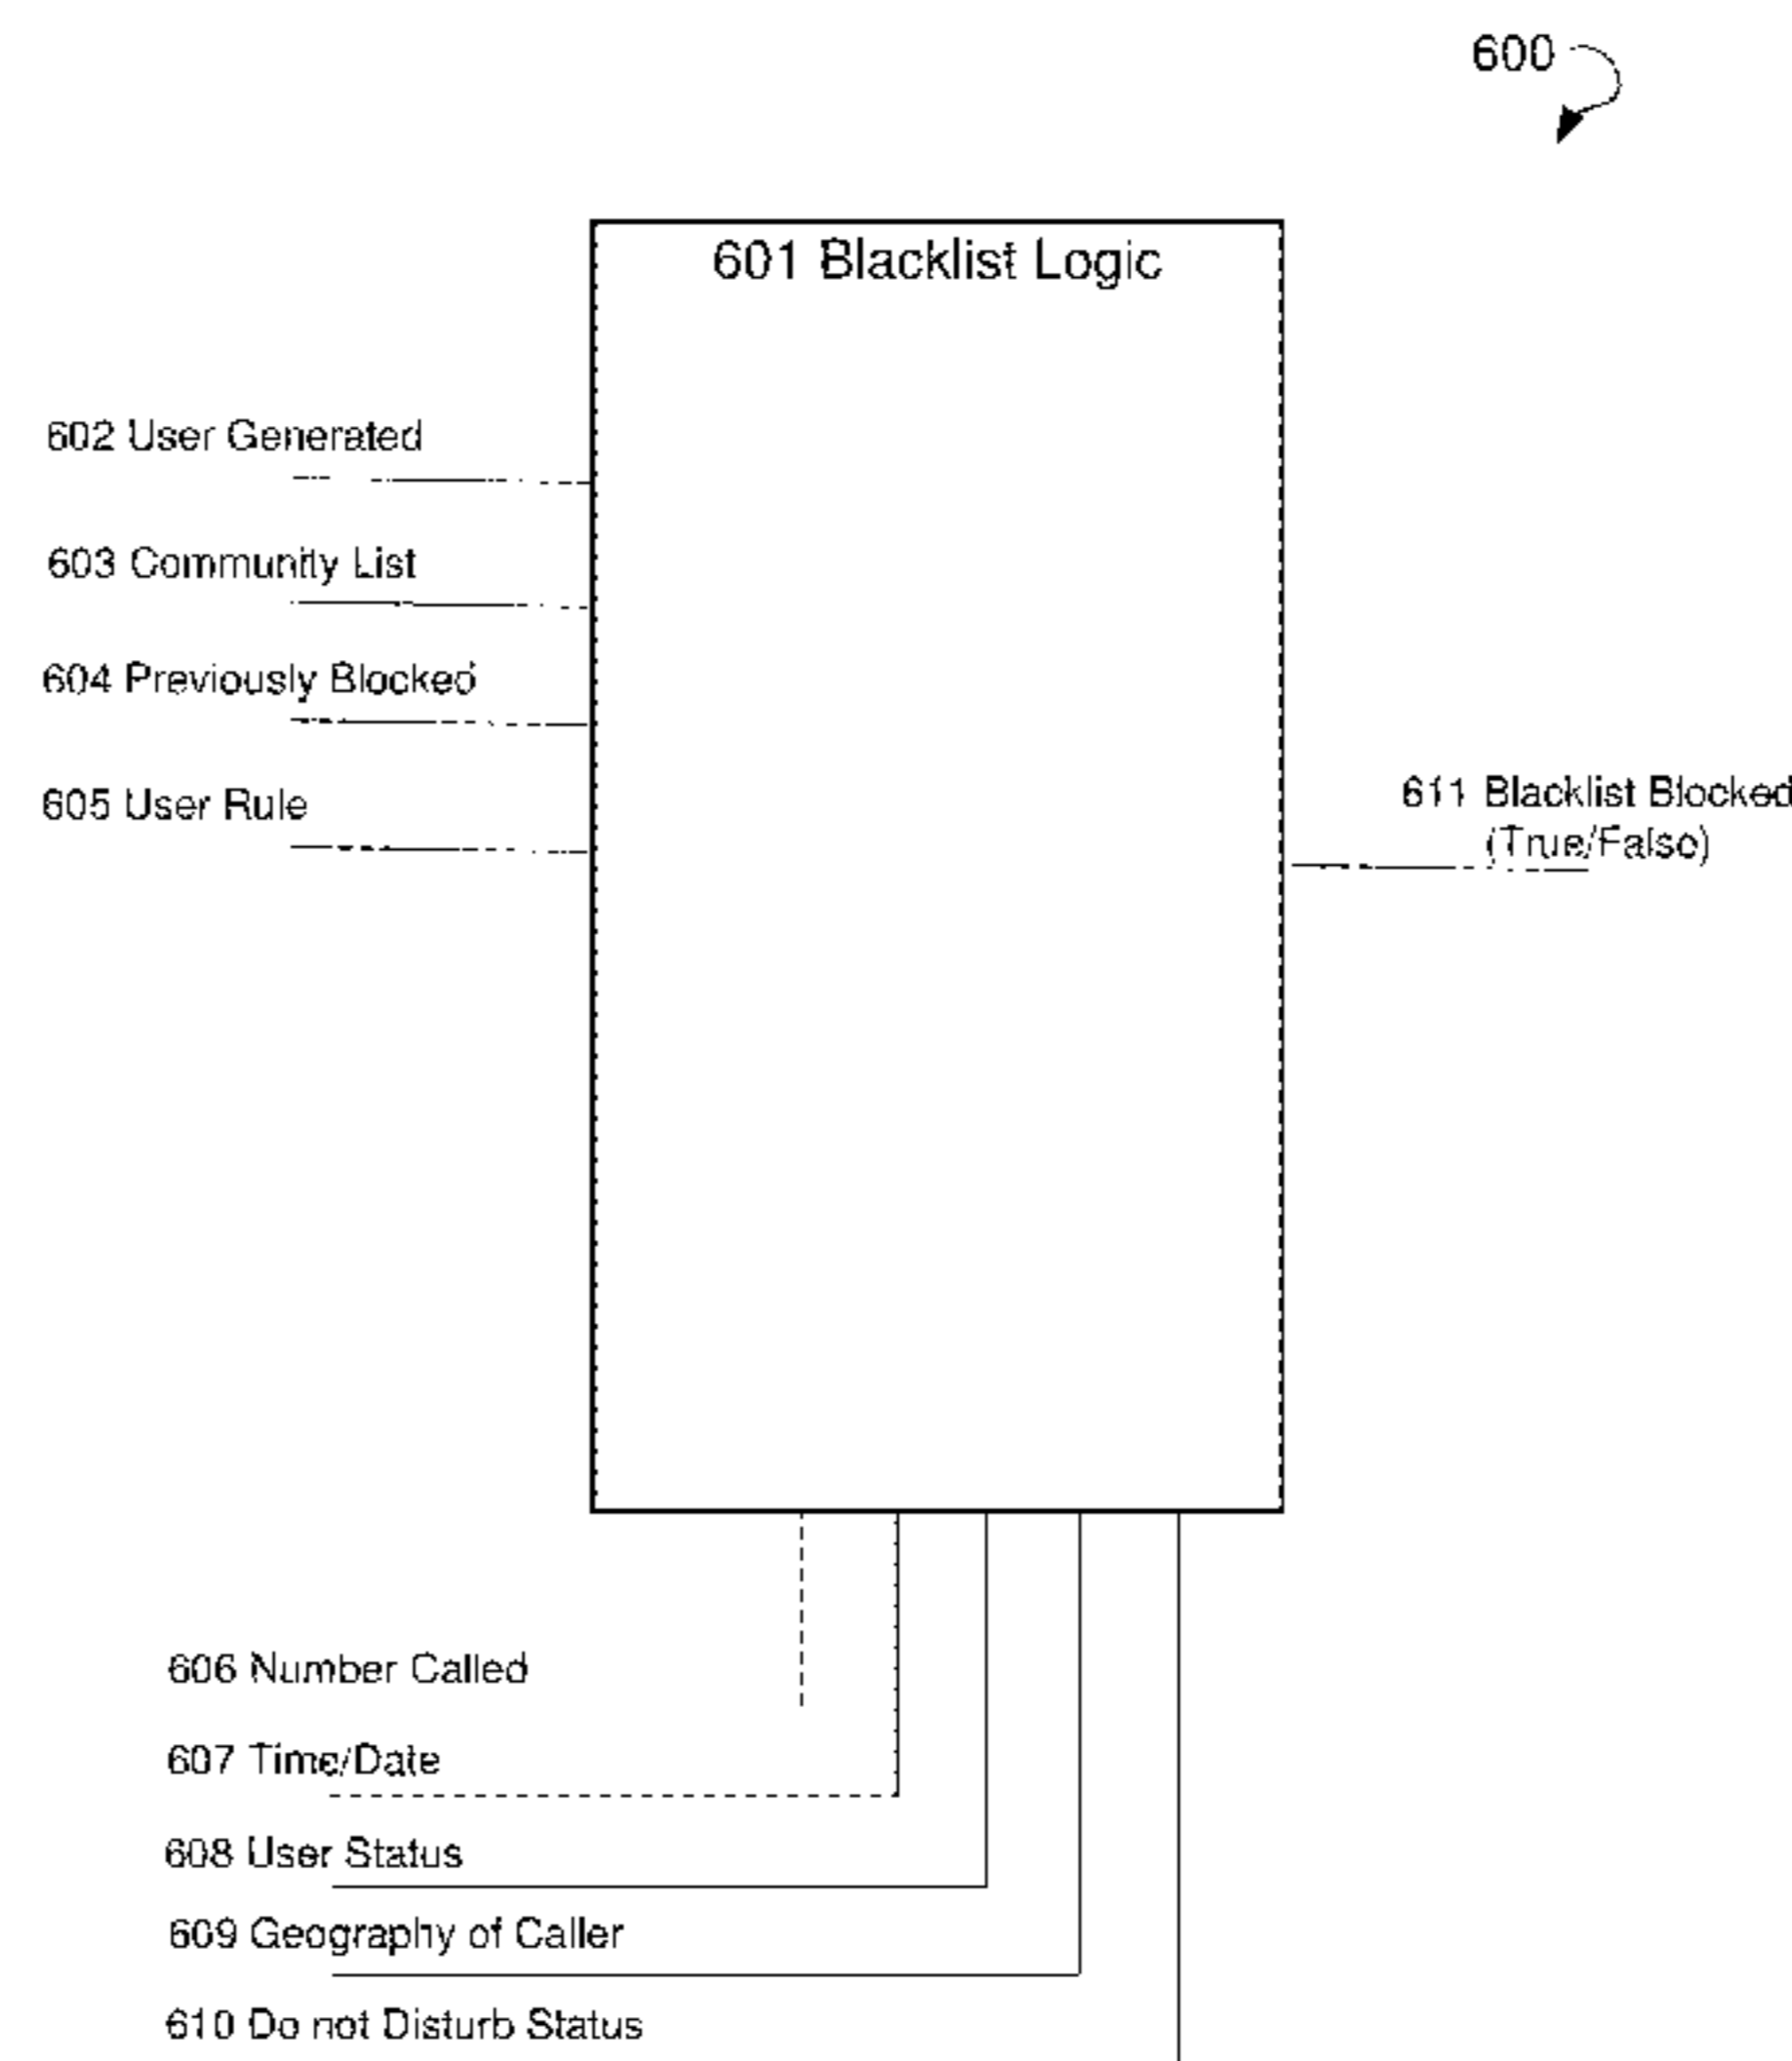 600
601 Blacklist Logic
602 User Generated
603 Community List
604 Previously Blocked
605 User Rule
611 Blacklist Blocked
(True/False)
606 Number Called
607 Time/Date
608 User Status
609 Geography of Caller
610 Do not Disturb Status